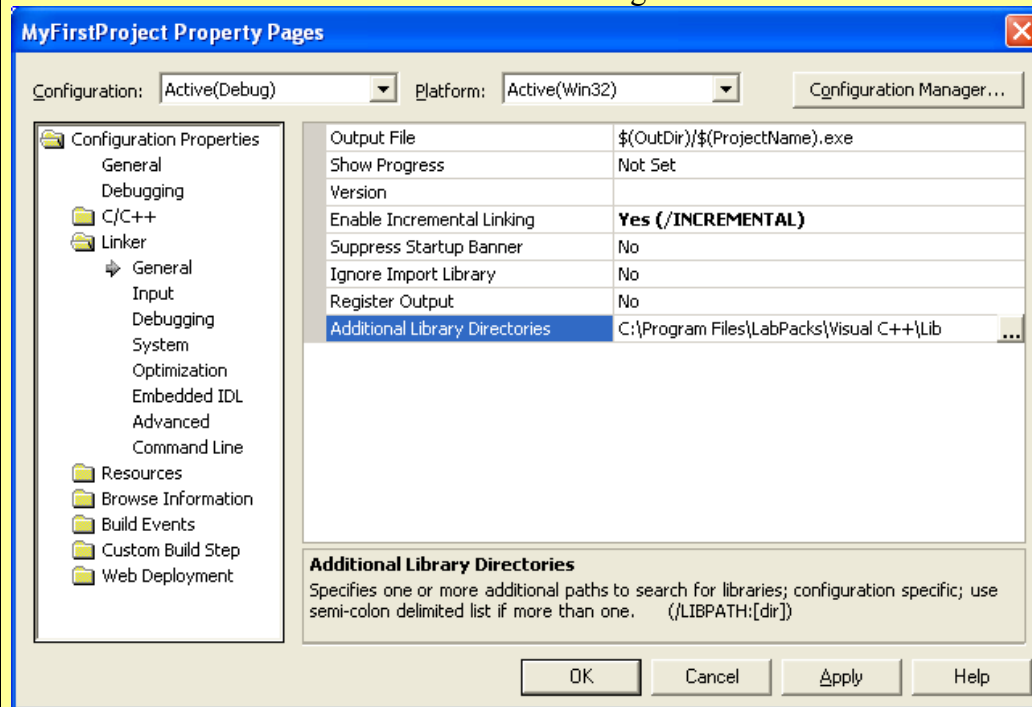 MyFirstProject Property Pages
Configuration: Active(Debug) Platform: Active(Win32) Configuration Manager...
Configuration Properties
General
Debugging
C/C++
Linker
General
Input
Debugging
System
Optimization
Embedded IDL
Advanced
Command Line
Resources
Browse Information
Build Events
Custom Build Step
Web Deployment
Output File $(OutDir)/$(ProjectName).exe
Show Progress Not Set
Version
Enable Incremental Linking Yes (/INCREMENTAL)
Suppress Startup Banner No
Ignore Import Library No
Register Output No
Additional Library Directories C:\Program Files\LabPacks\Visual C++\Lib ...
Additional Library Directories
Specifies one or more additional paths to search for libraries; configuration specific; use
semi-colon delimited list if more than one. (/LIBPATH:[dir])
OK Cancel Apply Help